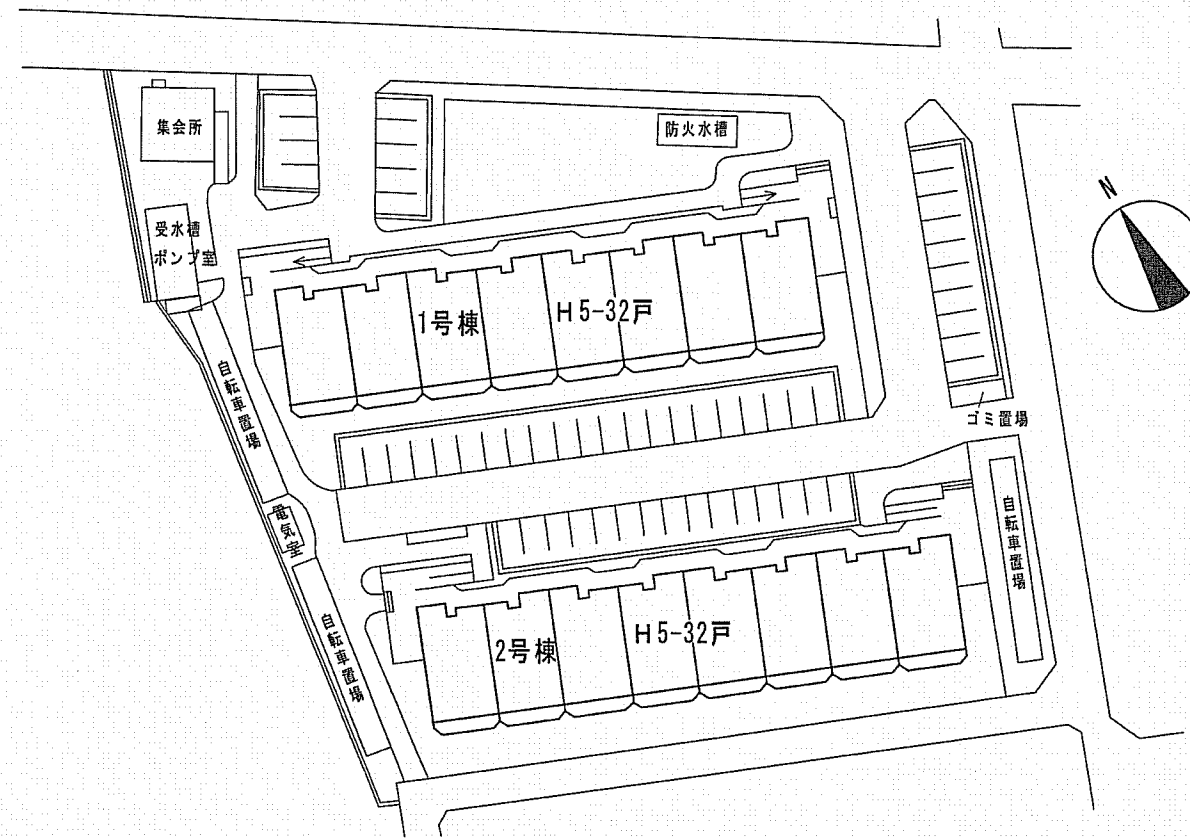 集会所
防火水槽
N
受水槽
ポンプ室
1号棟
H5-32戸
自転車置場
ゴミ置場
電気室
自転車置場
自転車置場
2号棟
H5-32戸